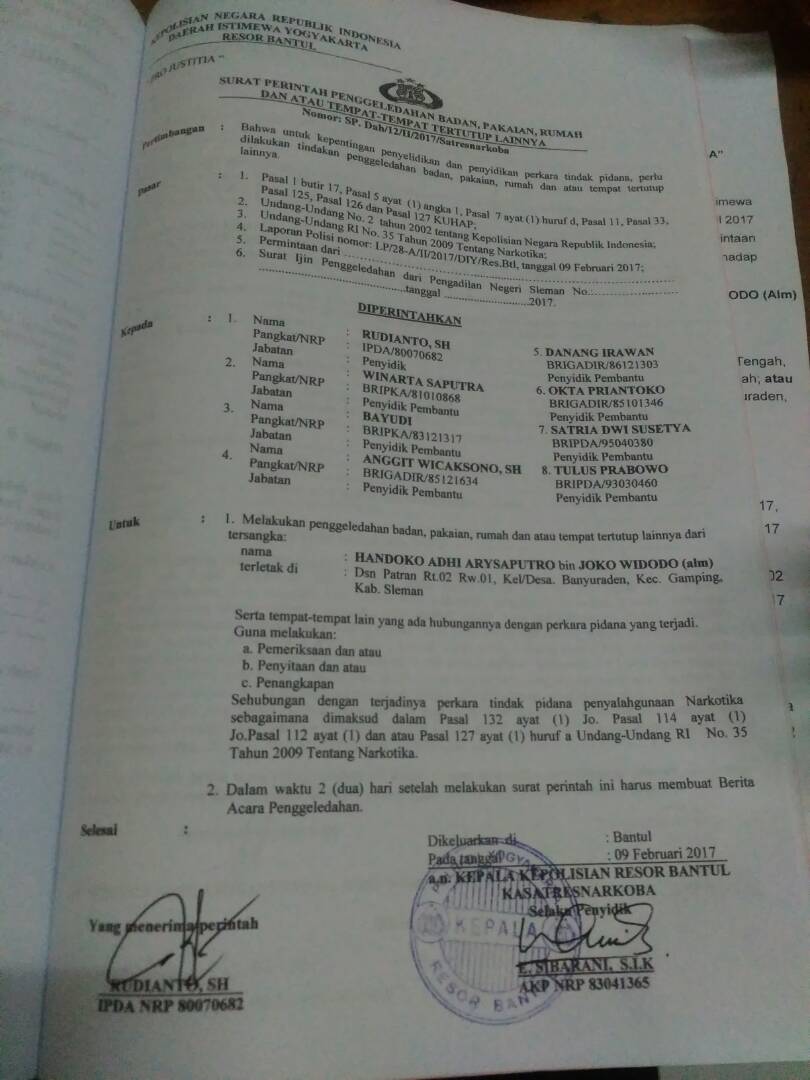 KEPOLISIAN NEGARA REPUBLIK INDONESIA
DAERAH ISTIMEWA YOGYAKARTA
RESOR BANTUL
"PRO JUSTITIA"
SURAT PERINTAH PENGGELEDAHAN BADAN, PAKAIAN, RUMAH
DAN ATAU TEMPAT-TEMPAT TERTUTUP LAINNYA
Nomor: SP. Dah/12/II/2017/Satresnarkoba
Pertimbangan : Bahwa untuk kepentingan penyelidikan dan penyidikan perkara tindak pidana, perlu
dilakukan tindakan penggeledahan badan, pakaian, rumah dan atau tempat tertutup
lainnya.
Dasar : 1. Pasal 1 butir 17, Pasal 5 ayat (1) angka 1, Pasal 7 ayat (1) huruf d, Pasal 11, Pasal 33,
Pasal 125, Pasal 126 dan Pasal 127 KUHAP;
2. Undang-Undang No. 2 tahun 2002 tentang Kepolisian Negara Republik Indonesia;
3. Undang-Undang RI No. 35 Tahun 2009 Tentang Narkotika;
4. Laporan Polisi nomor: LP/28-A/II/2017/DIY/Res.Btl, tanggal 09 Februari 2017;
5. Permintaan dari ..........
6. Surat Ijin Penggeledahan dari Pengadilan Negeri Sleman No.:..........
..........tanggal ..........2017.
DIPERINTAHKAN
Kepada : 1. Nama : RUDIANTO, SH
Pangkat/NRP : IPDA/80070682
Jabatan : Penyidik
2. Nama : WINARTA SAPUTRA
Pangkat/NRP : BRIPKA/81010868
Jabatan : Penyidik Pembantu
3. Nama : BAYUDI
Pangkat/NRP : BRIPKA/83121317
Jabatan : Penyidik Pembantu
4. Nama : ANGGIT WICAKSONO, SH
Pangkat/NRP : BRIGADIR/85121634
Jabatan : Penyidik Pembantu
5. DANANG IRAWAN
BRIGADIR/86121303
Penyidik Pembantu
6. OKTA PRIANTOKO
BRIGADIR/85101346
Penyidik Pembantu
7. SATRIA DWI SUSETYA
BRIPDA/95040380
Penyidik Pembantu
8. TULUS PRABOWO
BRIPDA/93030460
Penyidik Pembantu
Untuk : 1. Melakukan penggeledahan badan, pakaian, rumah dan atau tempat tertutup lainnya dari
tersangka:
nama : HANDOKO ADHI ARYSAPUTRO bin JOKO WIDODO (alm)
terletak di : Dsn Patran Rt.02 Rw.01, Kel/Desa. Banyuraden, Kec. Gamping,
Kab. Sleman
Serta tempat-tempat lain yang ada hubungannya dengan perkara pidana yang terjadi.
Guna melakukan:
a. Pemeriksaan dan atau
b. Penyitaan dan atau
c. Penangkapan
Sehubungan dengan terjadinya perkara tindak pidana penyalahgunaan Narkotika
sebagaimana dimaksud dalam Pasal 132 ayat (1) Jo. Pasal 114 ayat (1)
Jo.Pasal 112 ayat (1) dan atau Pasal 127 ayat (1) huruf a Undang-Undang RI No. 35
Tahun 2009 Tentang Narkotika.
2. Dalam waktu 2 (dua) hari setelah melakukan surat perintah ini harus membuat Berita
Acara Penggeledahan.
Selesai :
Dikeluarkan di : Bantul
Pada tanggal : 09 Februari 2017
a.n. KEPALA KEPOLISIAN RESOR BANTUL
KASATRESNARKOBA
Selaku Penyidik
KEPALA
RESOR BANTUL
E. SIBARANI, S.I.K
AKP NRP 83041365
Yang menerima perintah
RUDIANTO, SH
IPDA NRP 80070682
A"
imewa
2017
intaan
hadap
ODO (Alm)
Tengah,
ah; atau
uraden,
17,
17
02